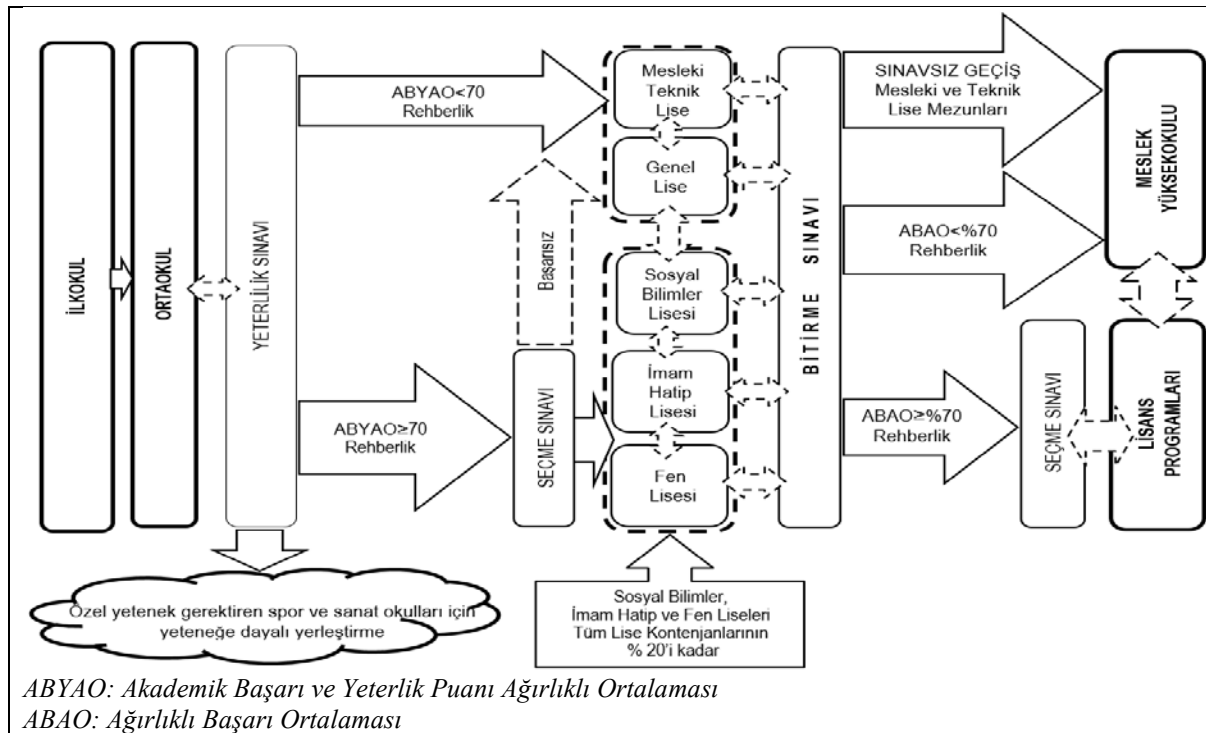 İLKOKUL
ORTAOKUL
YETERLİLİK SINAVI
ABYAO<70
Rehberlik
ABYAO≥70
Rehberlik
Başarısız
SEÇME SINAVI
Mesleki
Teknik
Lise
Genel
Lise
Sosyal
Bilimler
Lisesi
İmam
Hatip
Lisesi
Fen
Lisesi
BİTİRME SINAVI
SINAVSIZ GEÇİŞ
Mesleki ve Teknik
Lise Mezunları
ABAO<%70
Rehberlik
ABAO≥%70
Rehberlik
SEÇME SINAVI
MESLEK
YÜKSEKOKULU
LİSANS
PROGRAMLARI
Özel yetenek gerektiren spor ve sanat okulları için
yeteneğe dayalı yerleştirme
Sosyal Bilimler,
İmam Hatip ve Fen Liseleri
Tüm Lise Kontenjanlarının
% 20'i kadar
ABYAO: Akademik Başarı ve Yeterlik Puanı Ağırlıklı Ortalaması
ABAO: Ağırlıklı Başarı Ortalaması